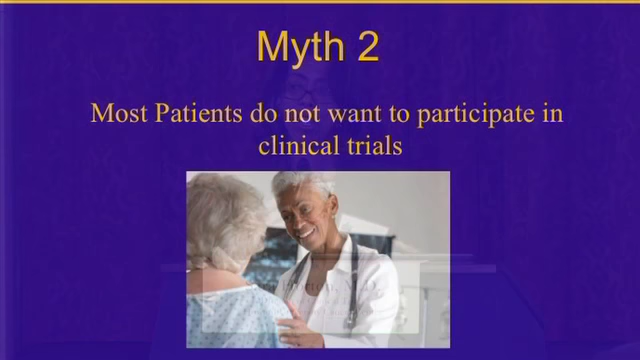 Myth 2
Most Patients do not want to participate in
clinical trials